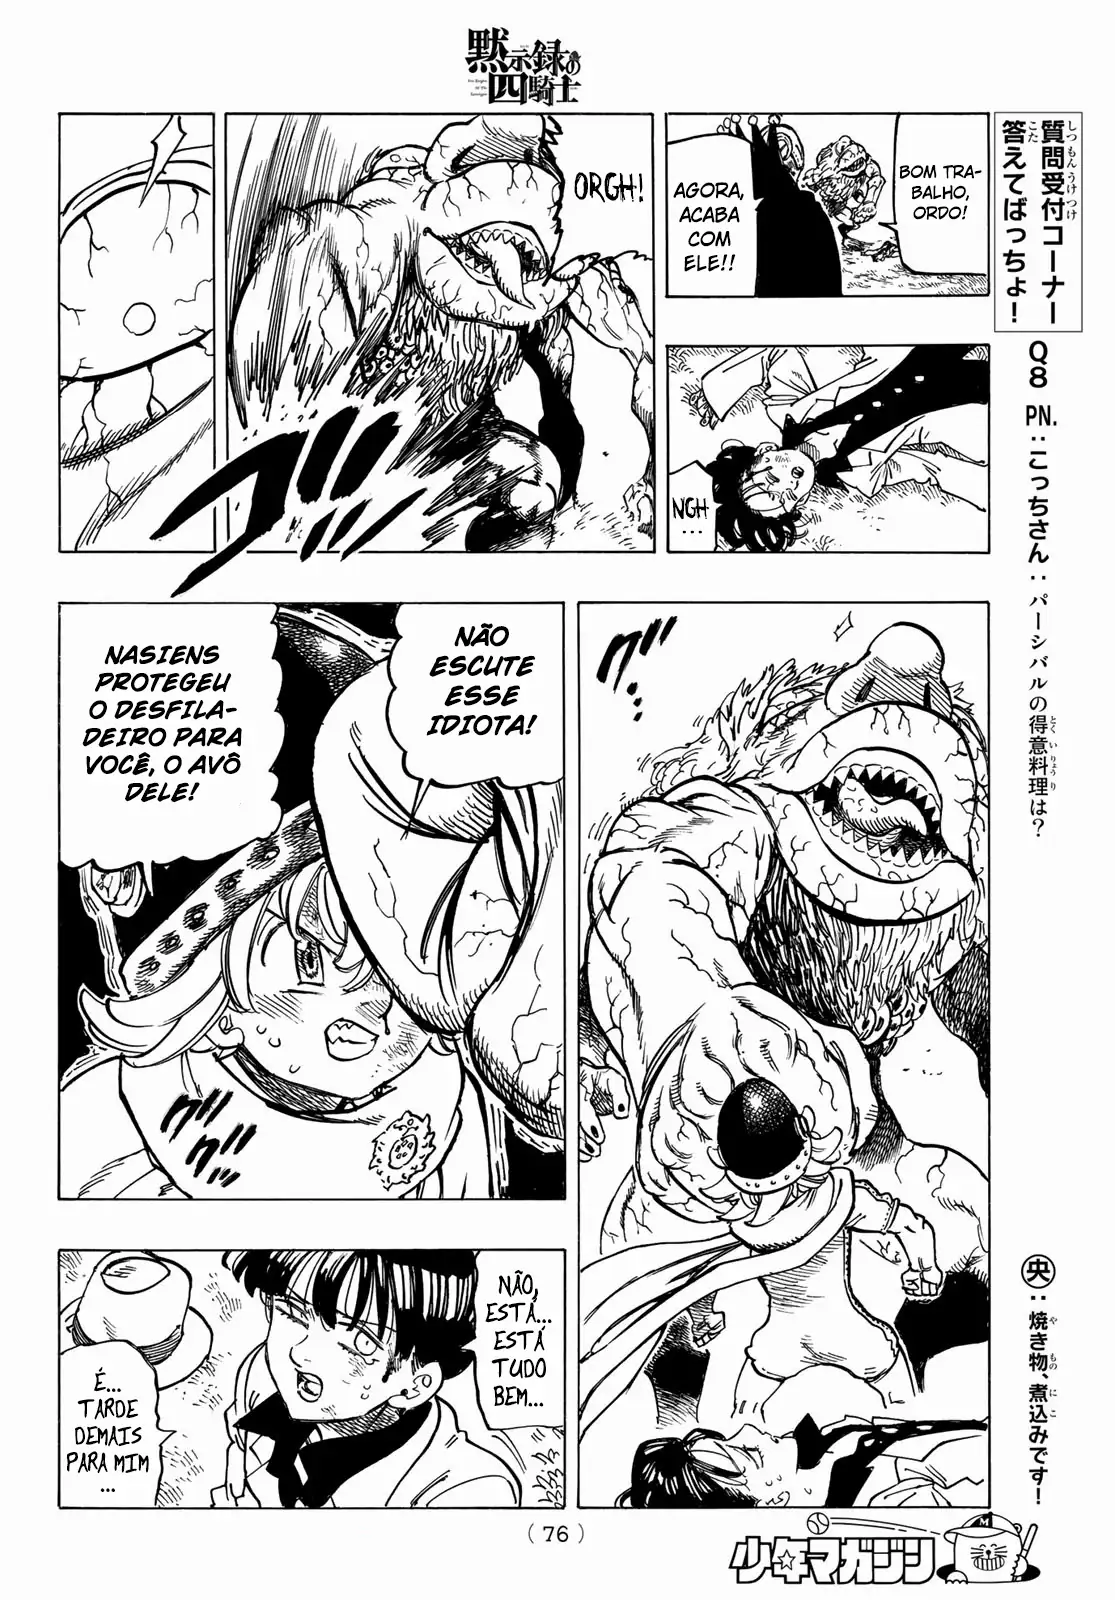 黙示録の
四騎士
BOM TRA-
BALHO,
ORDO!
AGORA,
ACABA
COM
ELE!!
NGH
...
ORGH!
NÃO
ESCUTE
ESSE
IDIOTA!
NASIENS
PROTEGEU
O DESFILA-
DEIRO PARA
VOCÊ, O AVÔ
DELE!
NÃO,
ESTÁ...
ESTÁ
TUDO
BEM...
É...
TARDE
DEMAIS
PARA MIM
...
質問受付コーナー
答えてばっちょ!
Q8 PN.:こっちさん:パーシバルの得意料理は?
央:焼き物、煮込みです!
(76)
少年マガジン
M